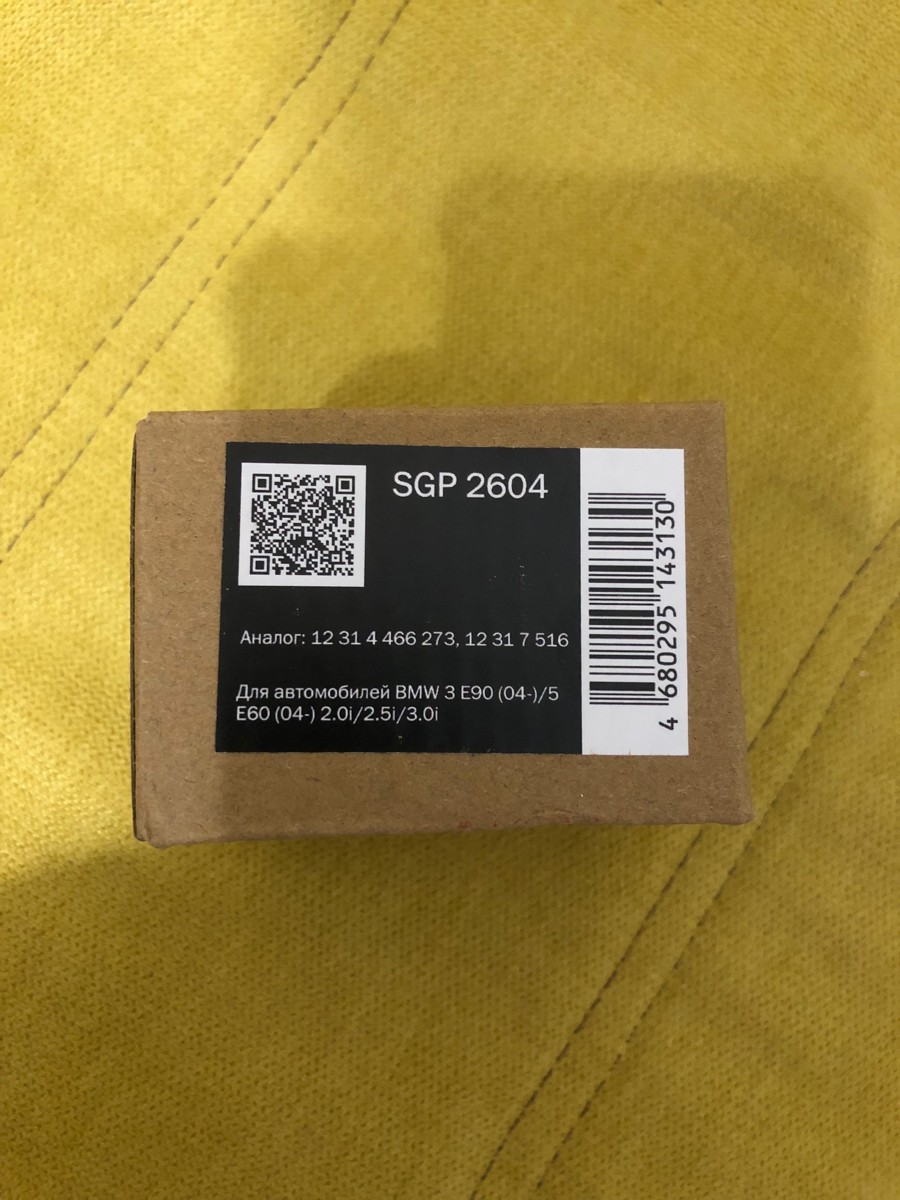 SGP 2604
Аналог: 12 31 4 466 273, 12 31 7 516
Для автомобилей BMW 3 E90 (04-)/5
E60 (04-) 2.0i/2.5i/3.0i
4 680295 143130